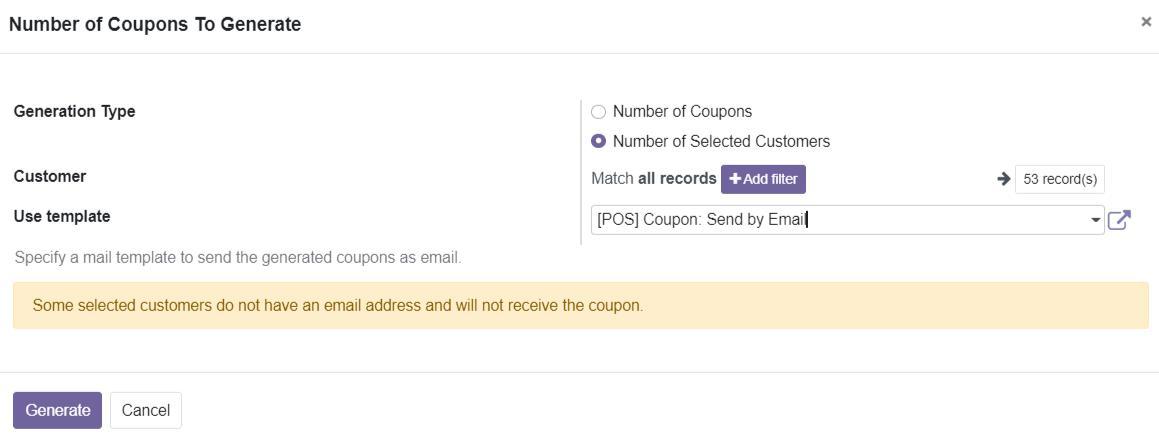 Number of Coupons To Generate ×
Generation Type
Number of Coupons
Number of Selected Customers
Customer
Match all records +Add filter
53 record(s)
Use template
[POS] Coupon: Send by Email
Specify a mail template to send the generated coupons as email.
Some selected customers do not have an email address and will not receive the coupon.
Generate Cancel